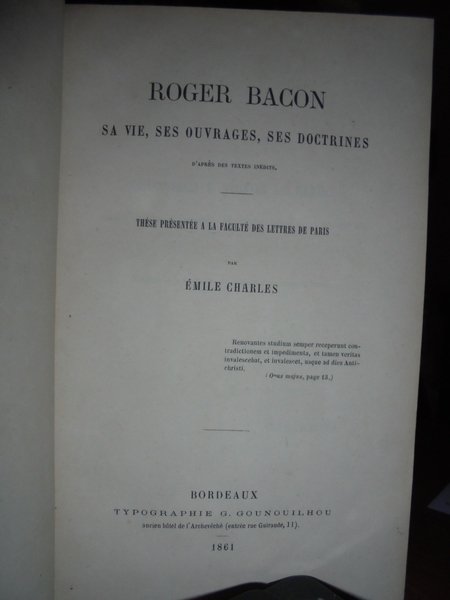 ROGER BACON
SA VIE, SES OUVRAGES, SES DOCTRINES
D'APRÈS DES TEXTES INÉDITS.
THÈSE PRÉSENTÉE A LA FACULTÉ DES LETTRES DE PARIS
PAR
ÉMILE CHARLES
Renovantes studium semper receperunt con-
tradictionem et impedimenta, et tamen veritas
invalescebat, et invalescet, usque ad dies Anti-
christi.
(Opus majus, page 13.)
BORDEAUX
TYPOGRAPHIE G. GOUNOUILHOU
ancien hôtel de l'Archevêché (entrée rue Guiraude, 11).
1861